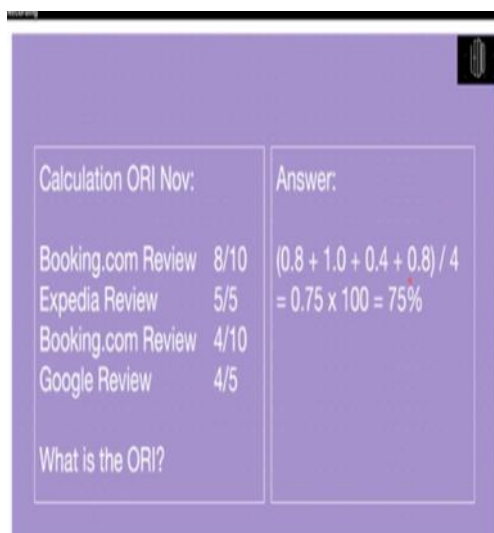 Calculation ORI Nov:
Booking.com Review 8/10
Expedia Review 5/5
Booking.com Review 4/10
Google Review 4/5
What is the ORI?
Answer:
(0.8 + 1.0 + 0.4 + 0.8) / 4
= 0.75 x 100 = 75%